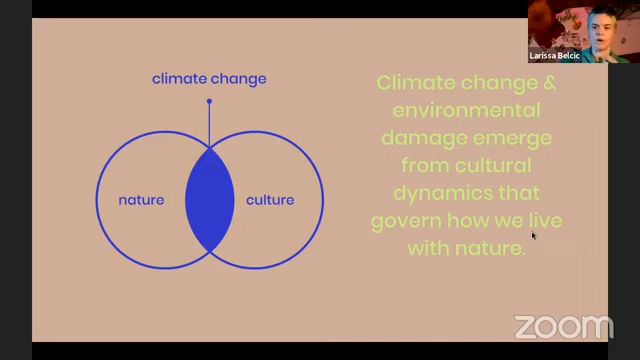 Larissa Belcic
climate change
nature
culture
Climate change &
environmental
damage emerge
from cultural
dynamics that
govern how we live
with nature.
zoom